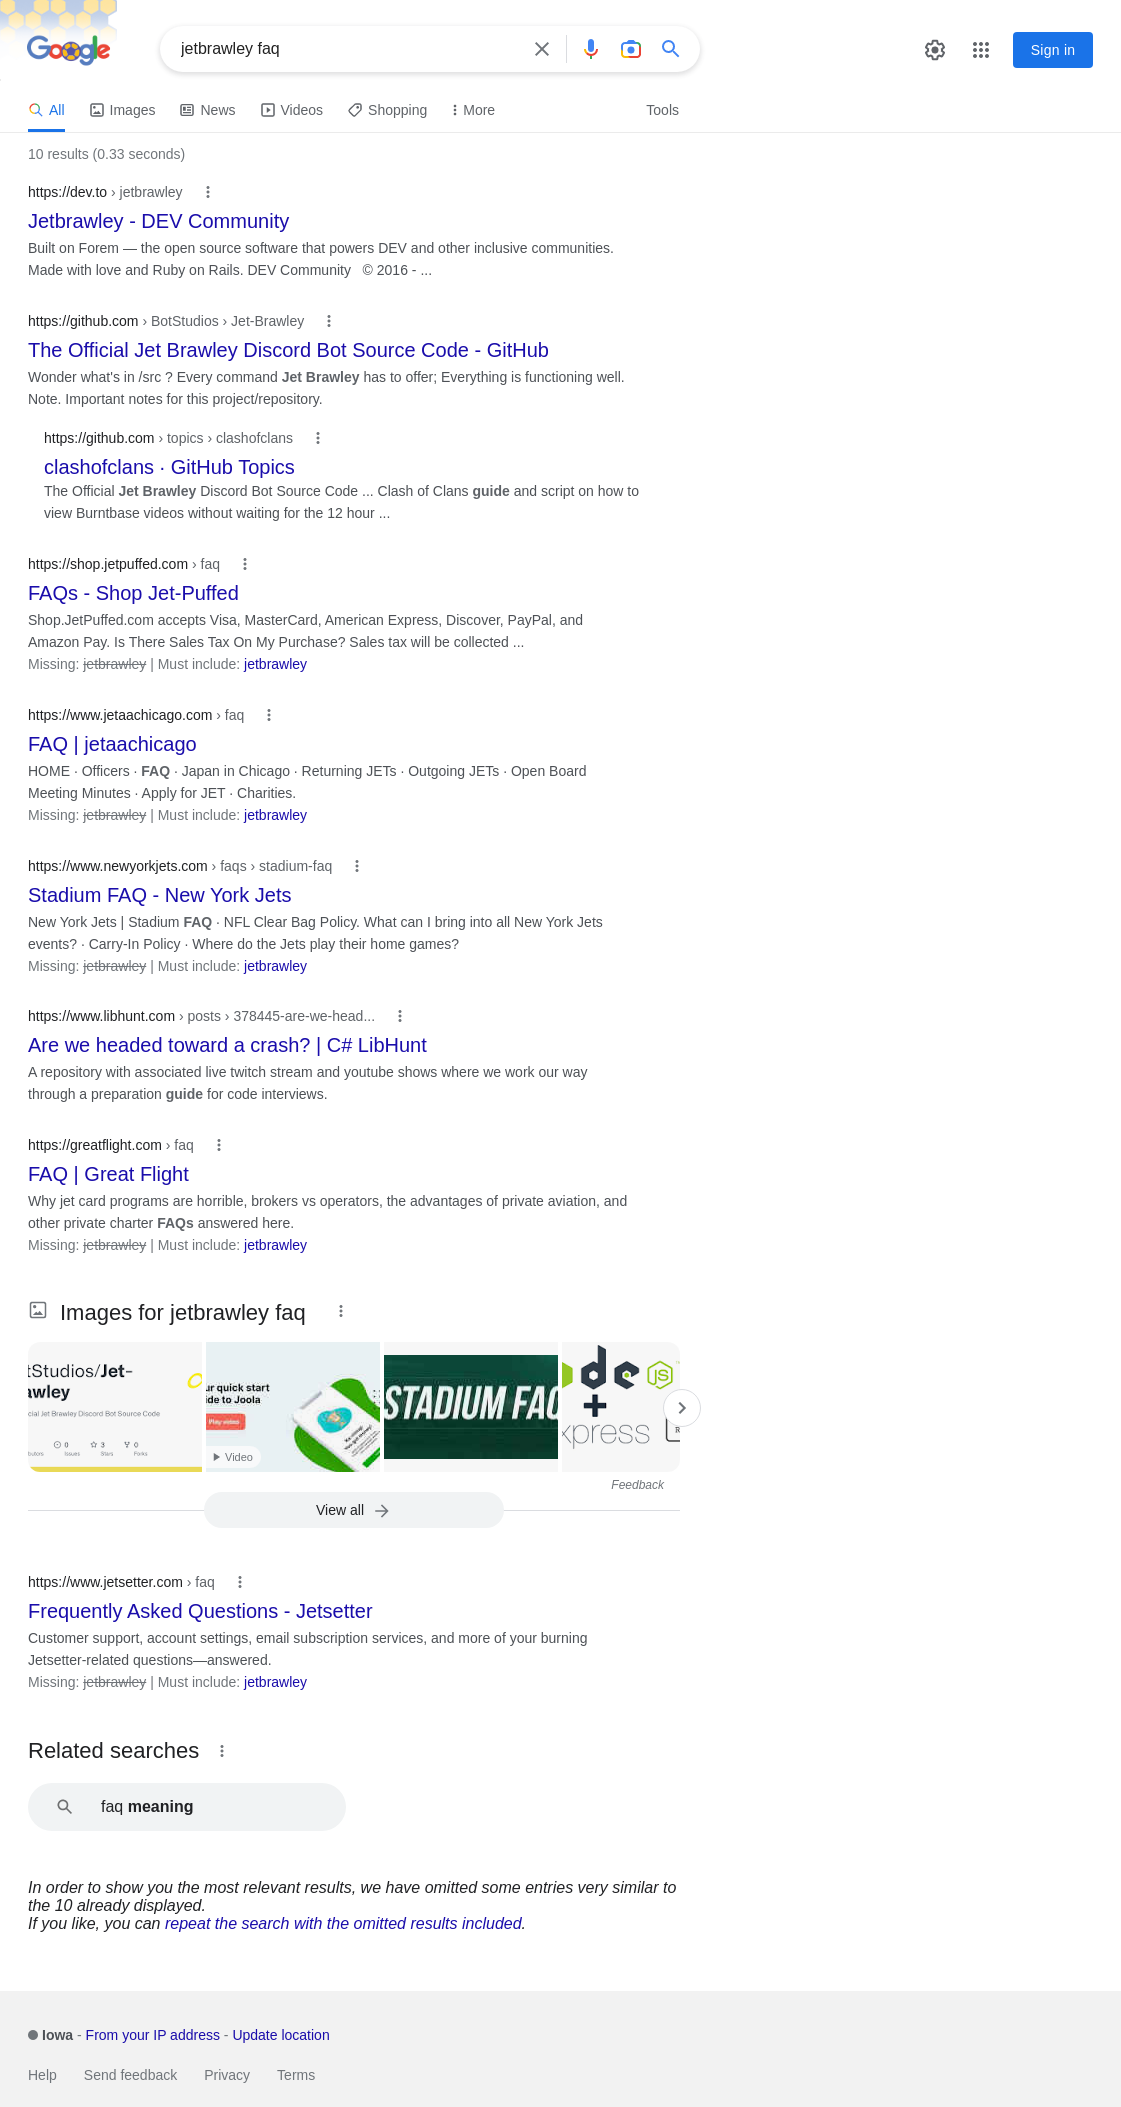 Google
jetbrawley faq
Sign in
All Images News Videos Shopping More Tools
10 results (0.33 seconds)
https://dev.to › jetbrawley
Jetbrawley - DEV Community
Built on Forem — the open source software that powers DEV and other inclusive communities.
Made with love and Ruby on Rails. DEV Community © 2016 - ...
https://github.com › BotStudios › Jet-Brawley
The Official Jet Brawley Discord Bot Source Code - GitHub
Wonder what's in /src ? Every command Jet Brawley has to offer; Everything is functioning well.
Note. Important notes for this project/repository.
https://github.com › topics › clashofclans
clashofclans · GitHub Topics
The Official Jet Brawley Discord Bot Source Code ... Clash of Clans guide and script on how to
view Burntbase videos without waiting for the 12 hour ...
https://shop.jetpuffed.com › faq
FAQs - Shop Jet-Puffed
Shop.JetPuffed.com accepts Visa, MasterCard, American Express, Discover, PayPal, and
Amazon Pay. Is There Sales Tax On My Purchase? Sales tax will be collected ...
Missing: jetbrawley | Must include: jetbrawley
https://www.jetaachicago.com › faq
FAQ | jetaachicago
HOME · Officers · FAQ · Japan in Chicago · Returning JETs · Outgoing JETs · Open Board
Meeting Minutes · Apply for JET · Charities.
Missing: jetbrawley | Must include: jetbrawley
https://www.newyorkjets.com › faqs › stadium-faq
Stadium FAQ - New York Jets
New York Jets | Stadium FAQ · NFL Clear Bag Policy. What can I bring into all New York Jets
events? · Carry-In Policy · Where do the Jets play their home games?
Missing: jetbrawley | Must include: jetbrawley
https://www.libhunt.com › posts › 378445-are-we-head...
Are we headed toward a crash? | C# LibHunt
A repository with associated live twitch stream and youtube shows where we work our way
through a preparation guide for code interviews.
https://greatflight.com › faq
FAQ | Great Flight
Why jet card programs are horrible, brokers vs operators, the advantages of private aviation, and
other private charter FAQs answered here.
Missing: jetbrawley | Must include: jetbrawley
Images for jetbrawley faq
tStudios/Jet-
awley
cial Jet Brawley Discord Bot Source Code
0 3 0
Issues Stars Forks
ur quick start
ide to Joola
Play video
Video
STADIUM FAQ
de
JS
+
xpress
Feedback
View all
https://www.jetsetter.com › faq
Frequently Asked Questions - Jetsetter
Customer support, account settings, email subscription services, and more of your burning
Jetsetter-related questions—answered.
Missing: jetbrawley | Must include: jetbrawley
Related searches
faq meaning
In order to show you the most relevant results, we have omitted some entries very similar to
the 10 already displayed.
If you like, you can repeat the search with the omitted results included.
Iowa - From your IP address - Update location
Help Send feedback Privacy Terms